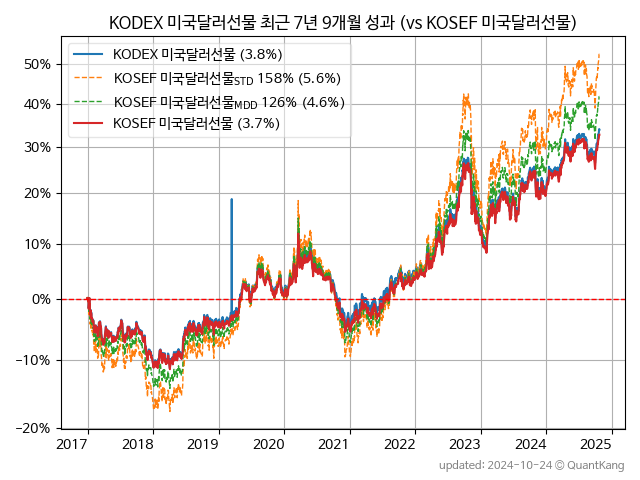 KODEX 미국달러선물 최근 7년 9개월 성과 (vs KOSEF 미국달러선물)
KODEX 미국달러선물 (3.8%)
KOSEF 미국달러선물STD 158% (5.6%)
KOSEF 미국달러선물MDD 126% (4.6%)
KOSEF 미국달러선물 (3.7%)
50%
40%
30%
20%
10%
0%
−10%
−20%
2017 2018 2019 2020 2021 2022 2023 2024 2025
updated: 2024-10-24 © QuantKang